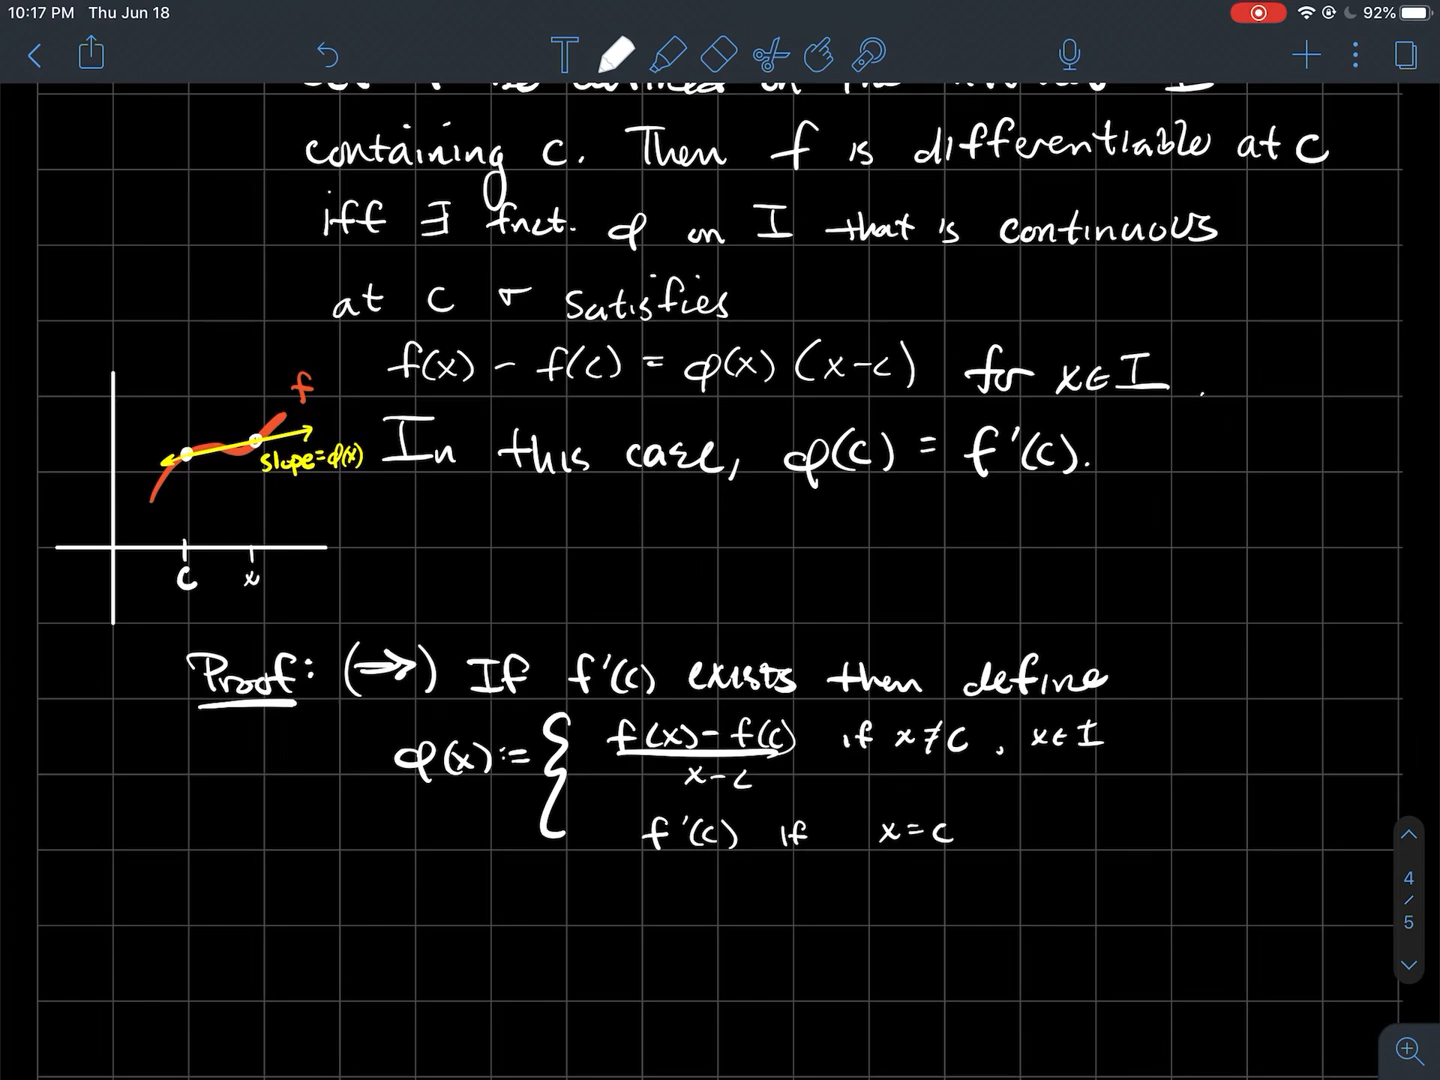 10:17 PM Thu Jun 18
92%
containing c. Then f is differentiable at c
iff ∃ fnct. φ on I that is continuous
at c & satisfies
f(x) - f(c) = φ(x) (x-c) for x∈I.
f
slope=φ(x)
In this case, φ(c) = f'(c).
c x
Proof: (⇒) If f'(c) exists then define
φ(x) := { f(x) - f(c) / x - c if x ≠ c, x∈I
f'(c) if x = c
4
/
5